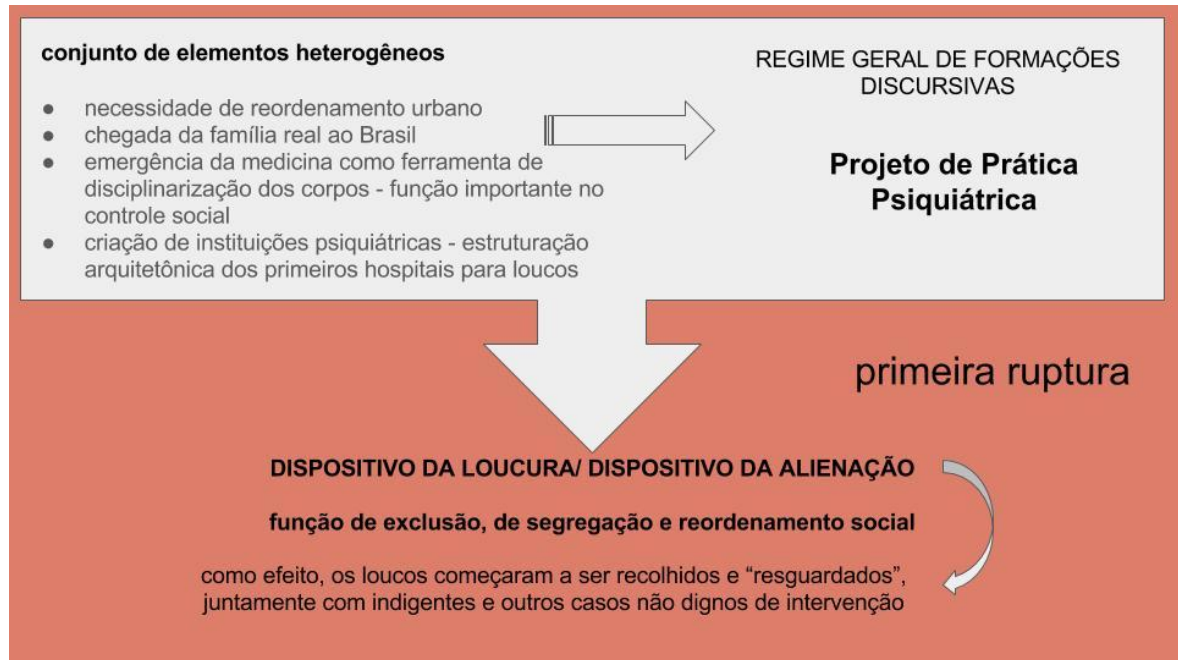 conjunto de elementos heterogêneos
● necessidade de reordenamento urbano
● chegada da família real ao Brasil
● emergência da medicina como ferramenta de
disciplinarização dos corpos - função importante no
controle social
● criação de instituições psiquiátricas - estruturação
arquitetônica dos primeiros hospitais para loucos
REGIME GERAL DE FORMAÇÕES
DISCURSIVAS
Projeto de Prática
Psiquiátrica
primeira ruptura
DISPOSITIVO DA LOUCURA/ DISPOSITIVO DA ALIENAÇÃO
função de exclusão, de segregação e reordenamento social
como efeito, os loucos começaram a ser recolhidos e “resguardados”,
juntamente com indigentes e outros casos não dignos de intervenção